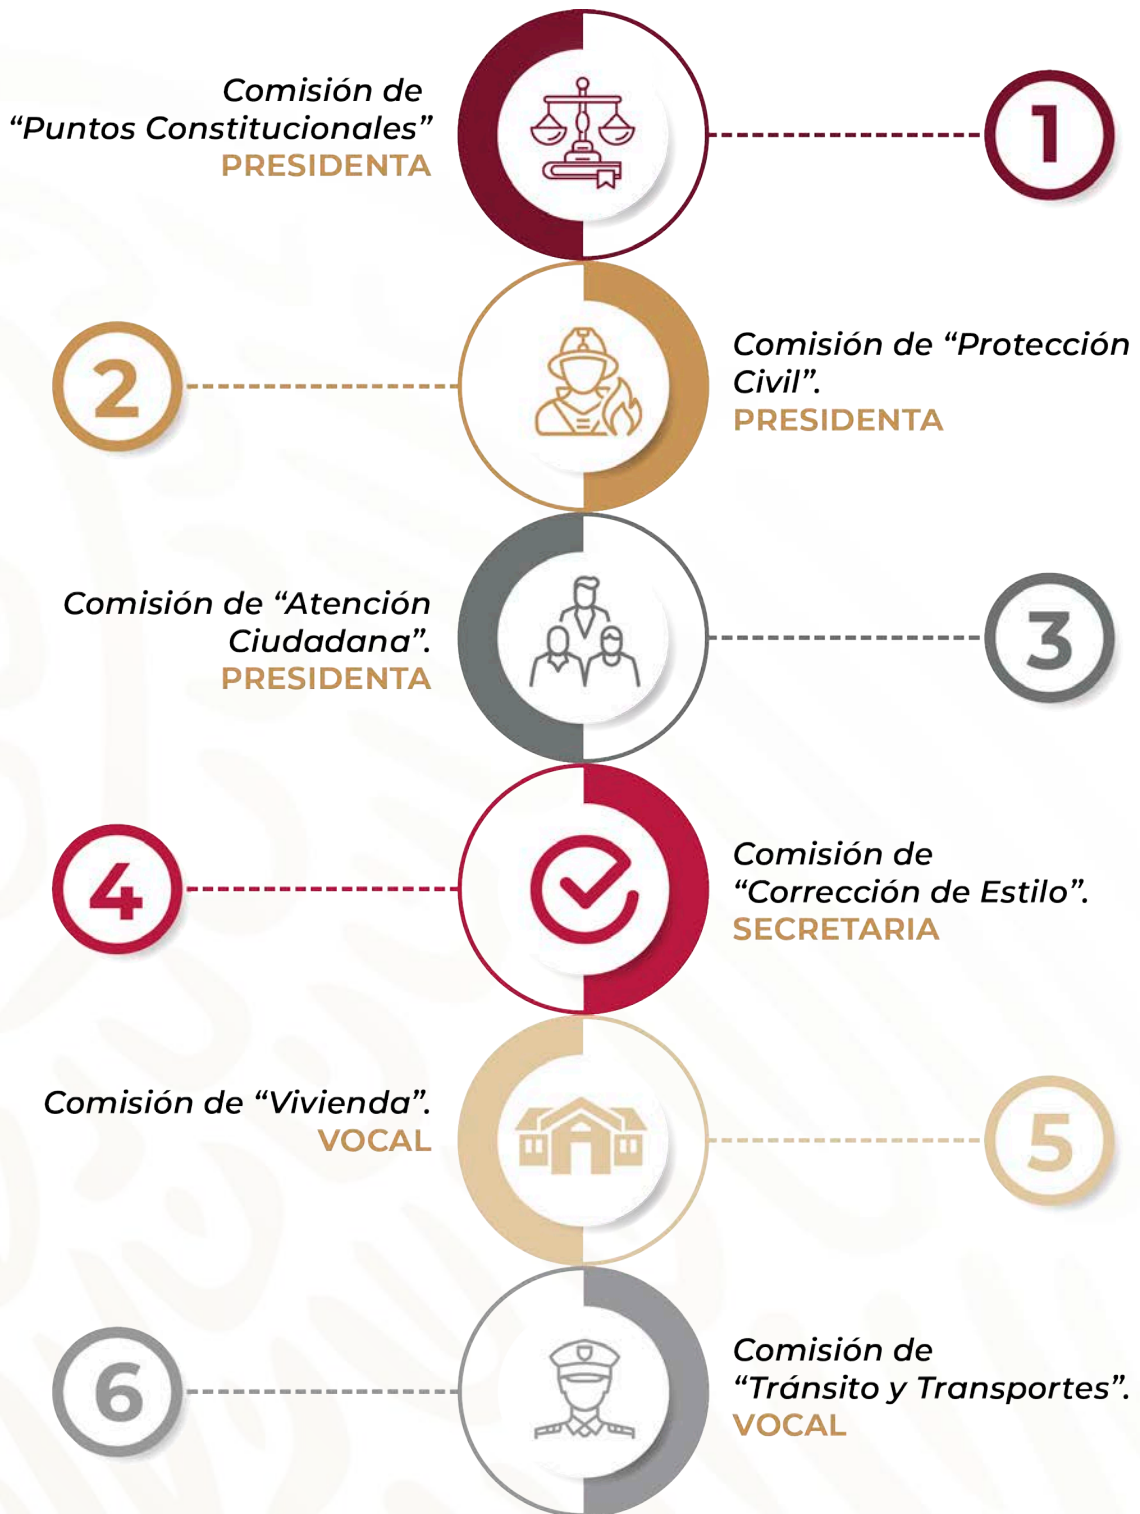 Comisión de
“Puntos Constitucionales”
PRESIDENTA
1
2
Comisión de “Protección
Civil”.
PRESIDENTA
Comisión de “Atención
Ciudadana”.
PRESIDENTA
3
4
Comisión de
“Corrección de Estilo”.
SECRETARIA
Comisión de “Vivienda”.
VOCAL
5
6
Comisión de
“Tránsito y Transportes”.
VOCAL